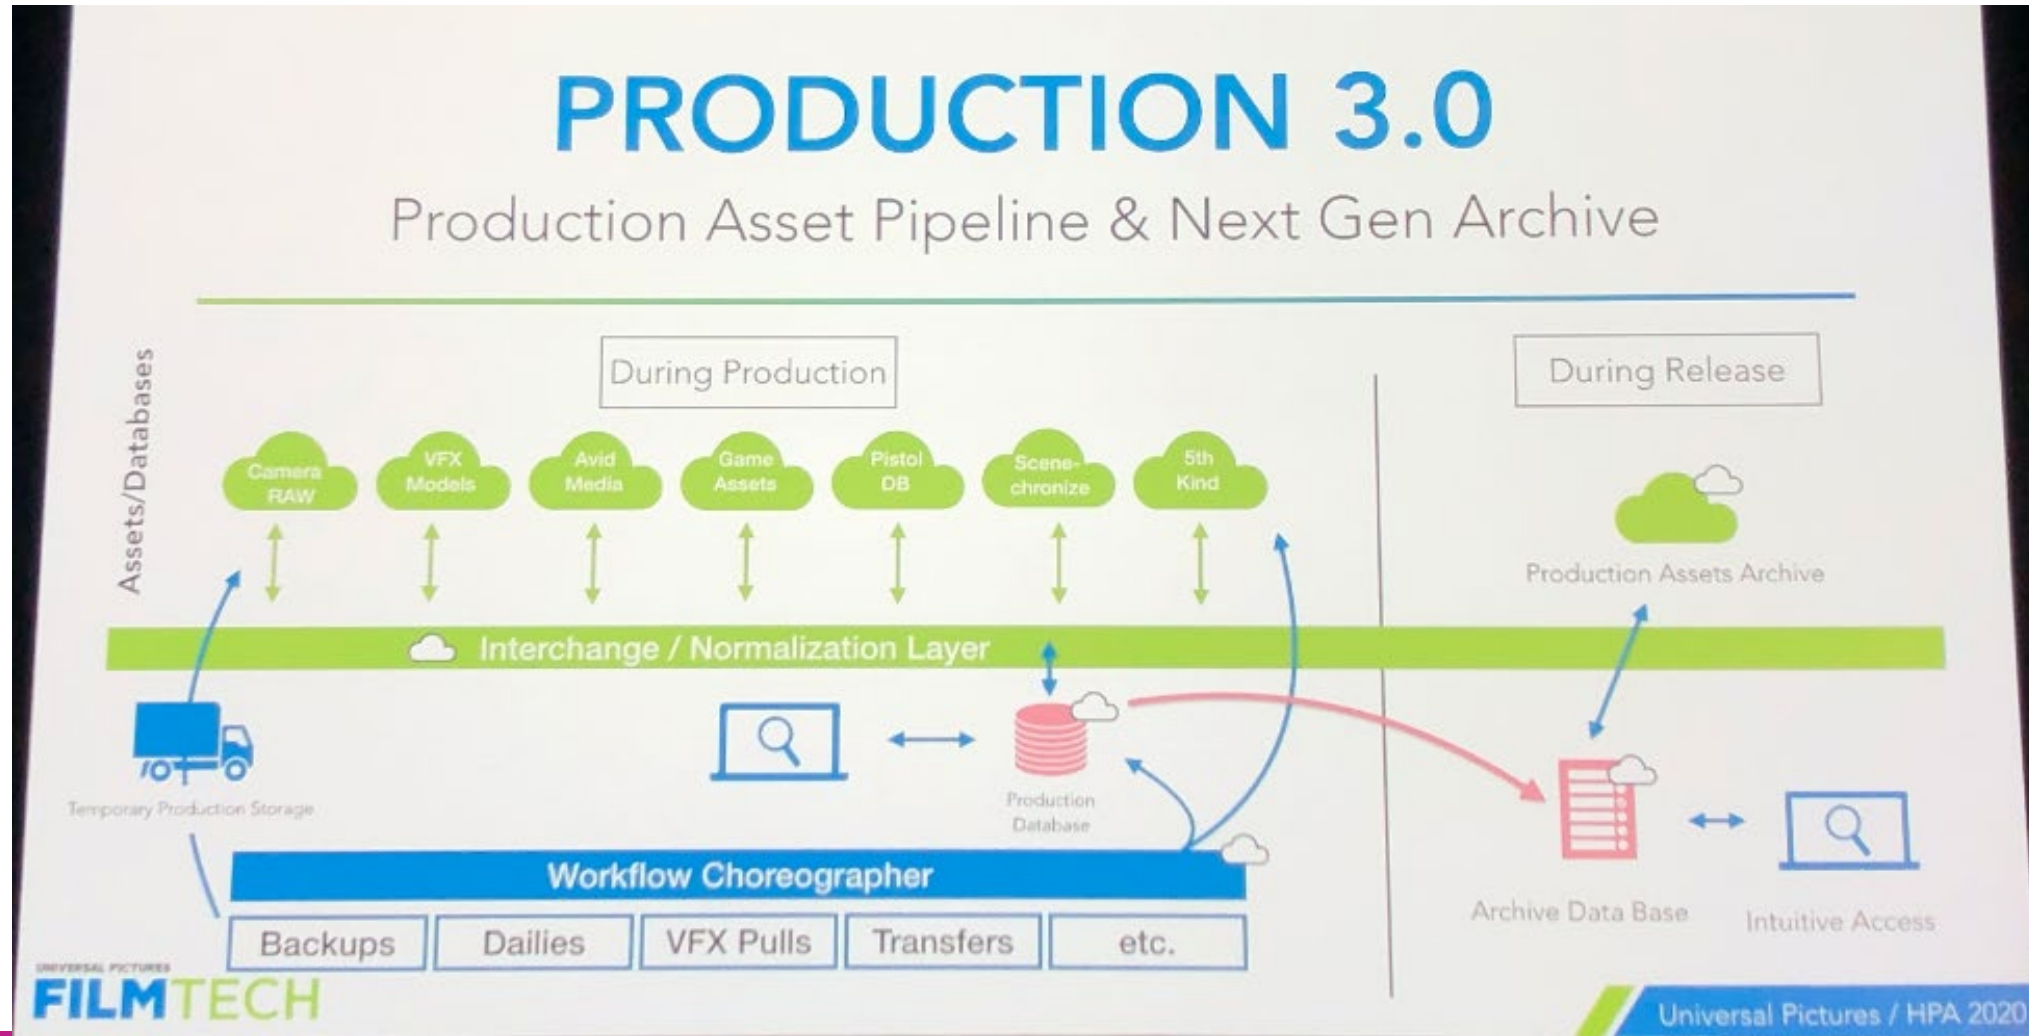 PRODUCTION 3.0
Production Asset Pipeline & Next Gen Archive
Assets/Databases
During Production
During Release
Camera
RAW
VFX
Models
Avid
Media
Game
Assets
Pistol
DB
Scene-
chronize
5th
Kind
Production Assets Archive
Interchange / Normalization Layer
Temporary Production Storage
Production
Database
Workflow Choreographer
Backups
Dailies
VFX Pulls
Transfers
etc.
Archive Data Base
Intuitive Access
UNIVERSAL PICTURES
FILMTECH
Universal Pictures / HPA 2020